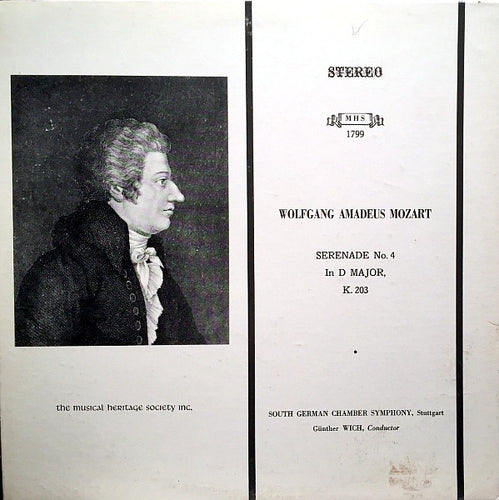 STEREO
MHS
1799
WOLFGANG AMADEUS MOZART
SERENADE No. 4
In D MAJOR,
K. 203
the musical heritage society inc.
SOUTH GERMAN CHAMBER SYMPHONY, Stuttgart
Günther WICH, Conductor